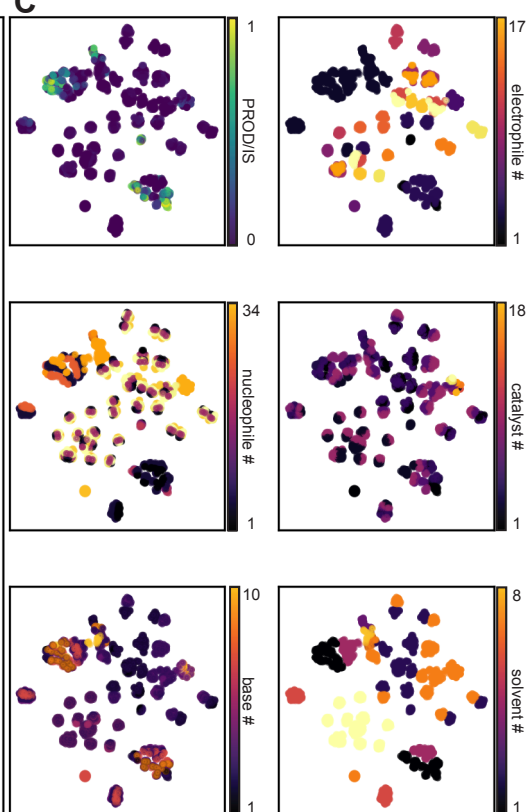 C
1
PROD/IS
0
17
electrophile #
1
34
nucleophile #
1
18
catalyst #
1
10
base #
1
8
solvent #
1